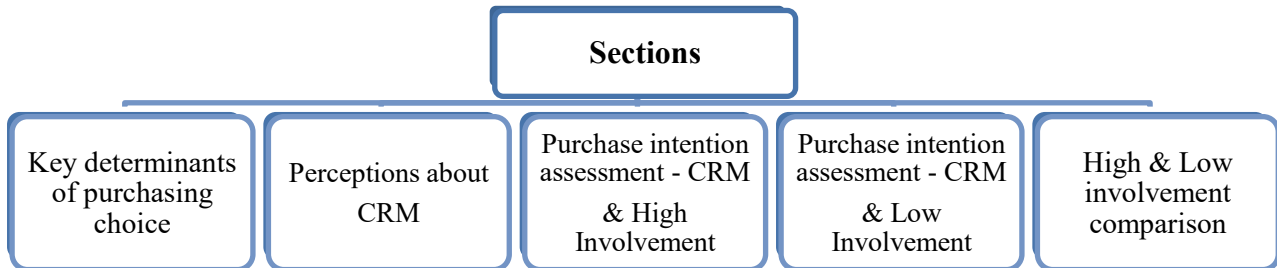 Sections
Key determinants
of purchasing
choice
Perceptions about
CRM
Purchase intention
assessment - CRM
& High
Involvement
Purchase intention
assessment - CRM
& Low
Involvement
High & Low
involvement
comparison